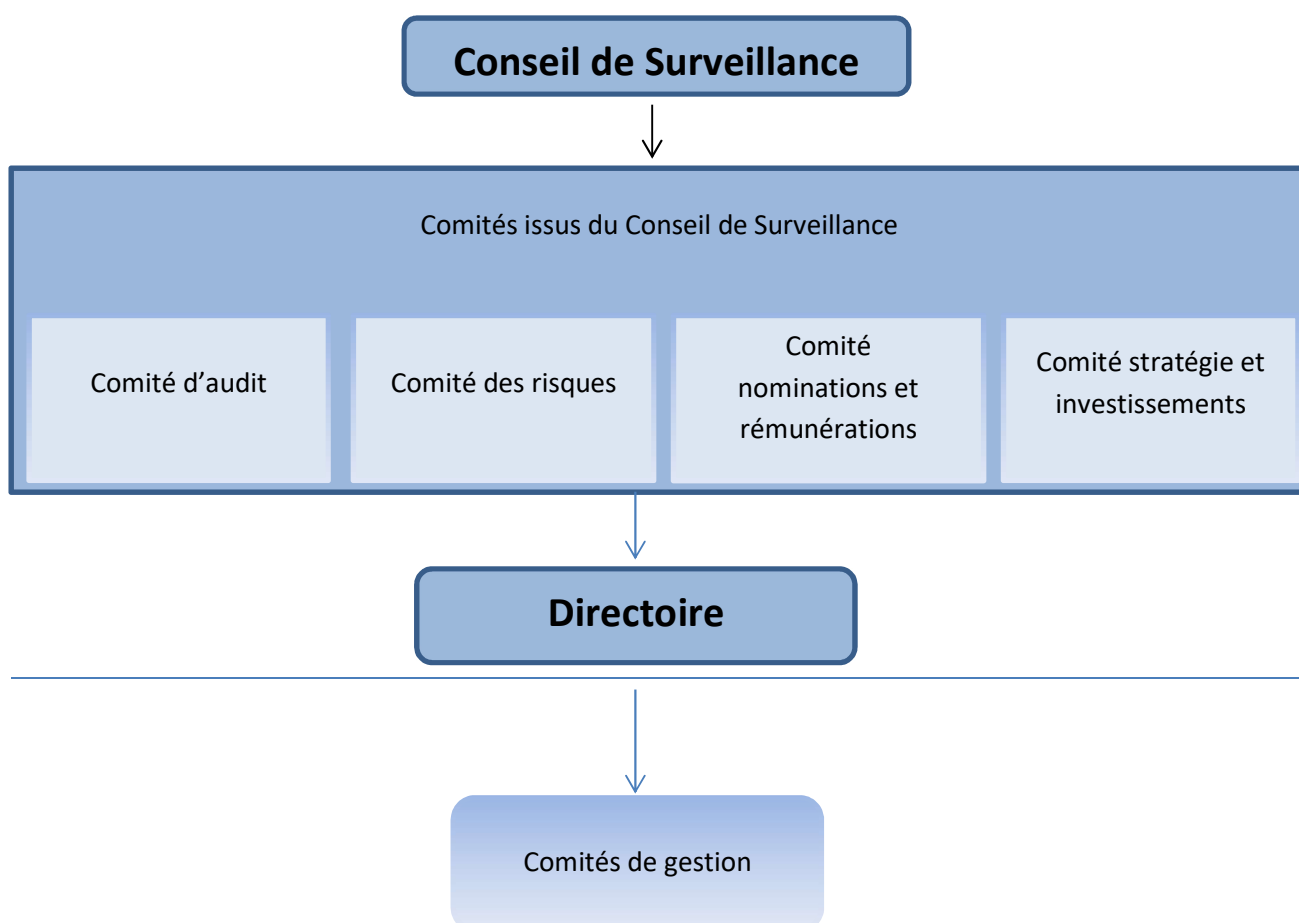 Conseil de Surveillance
Comités issus du Conseil de Surveillance
Comité d’audit
Comité des risques
Comité
nominations et
rémunérations
Comité stratégie et
investissements
Directoire
Comités de gestion